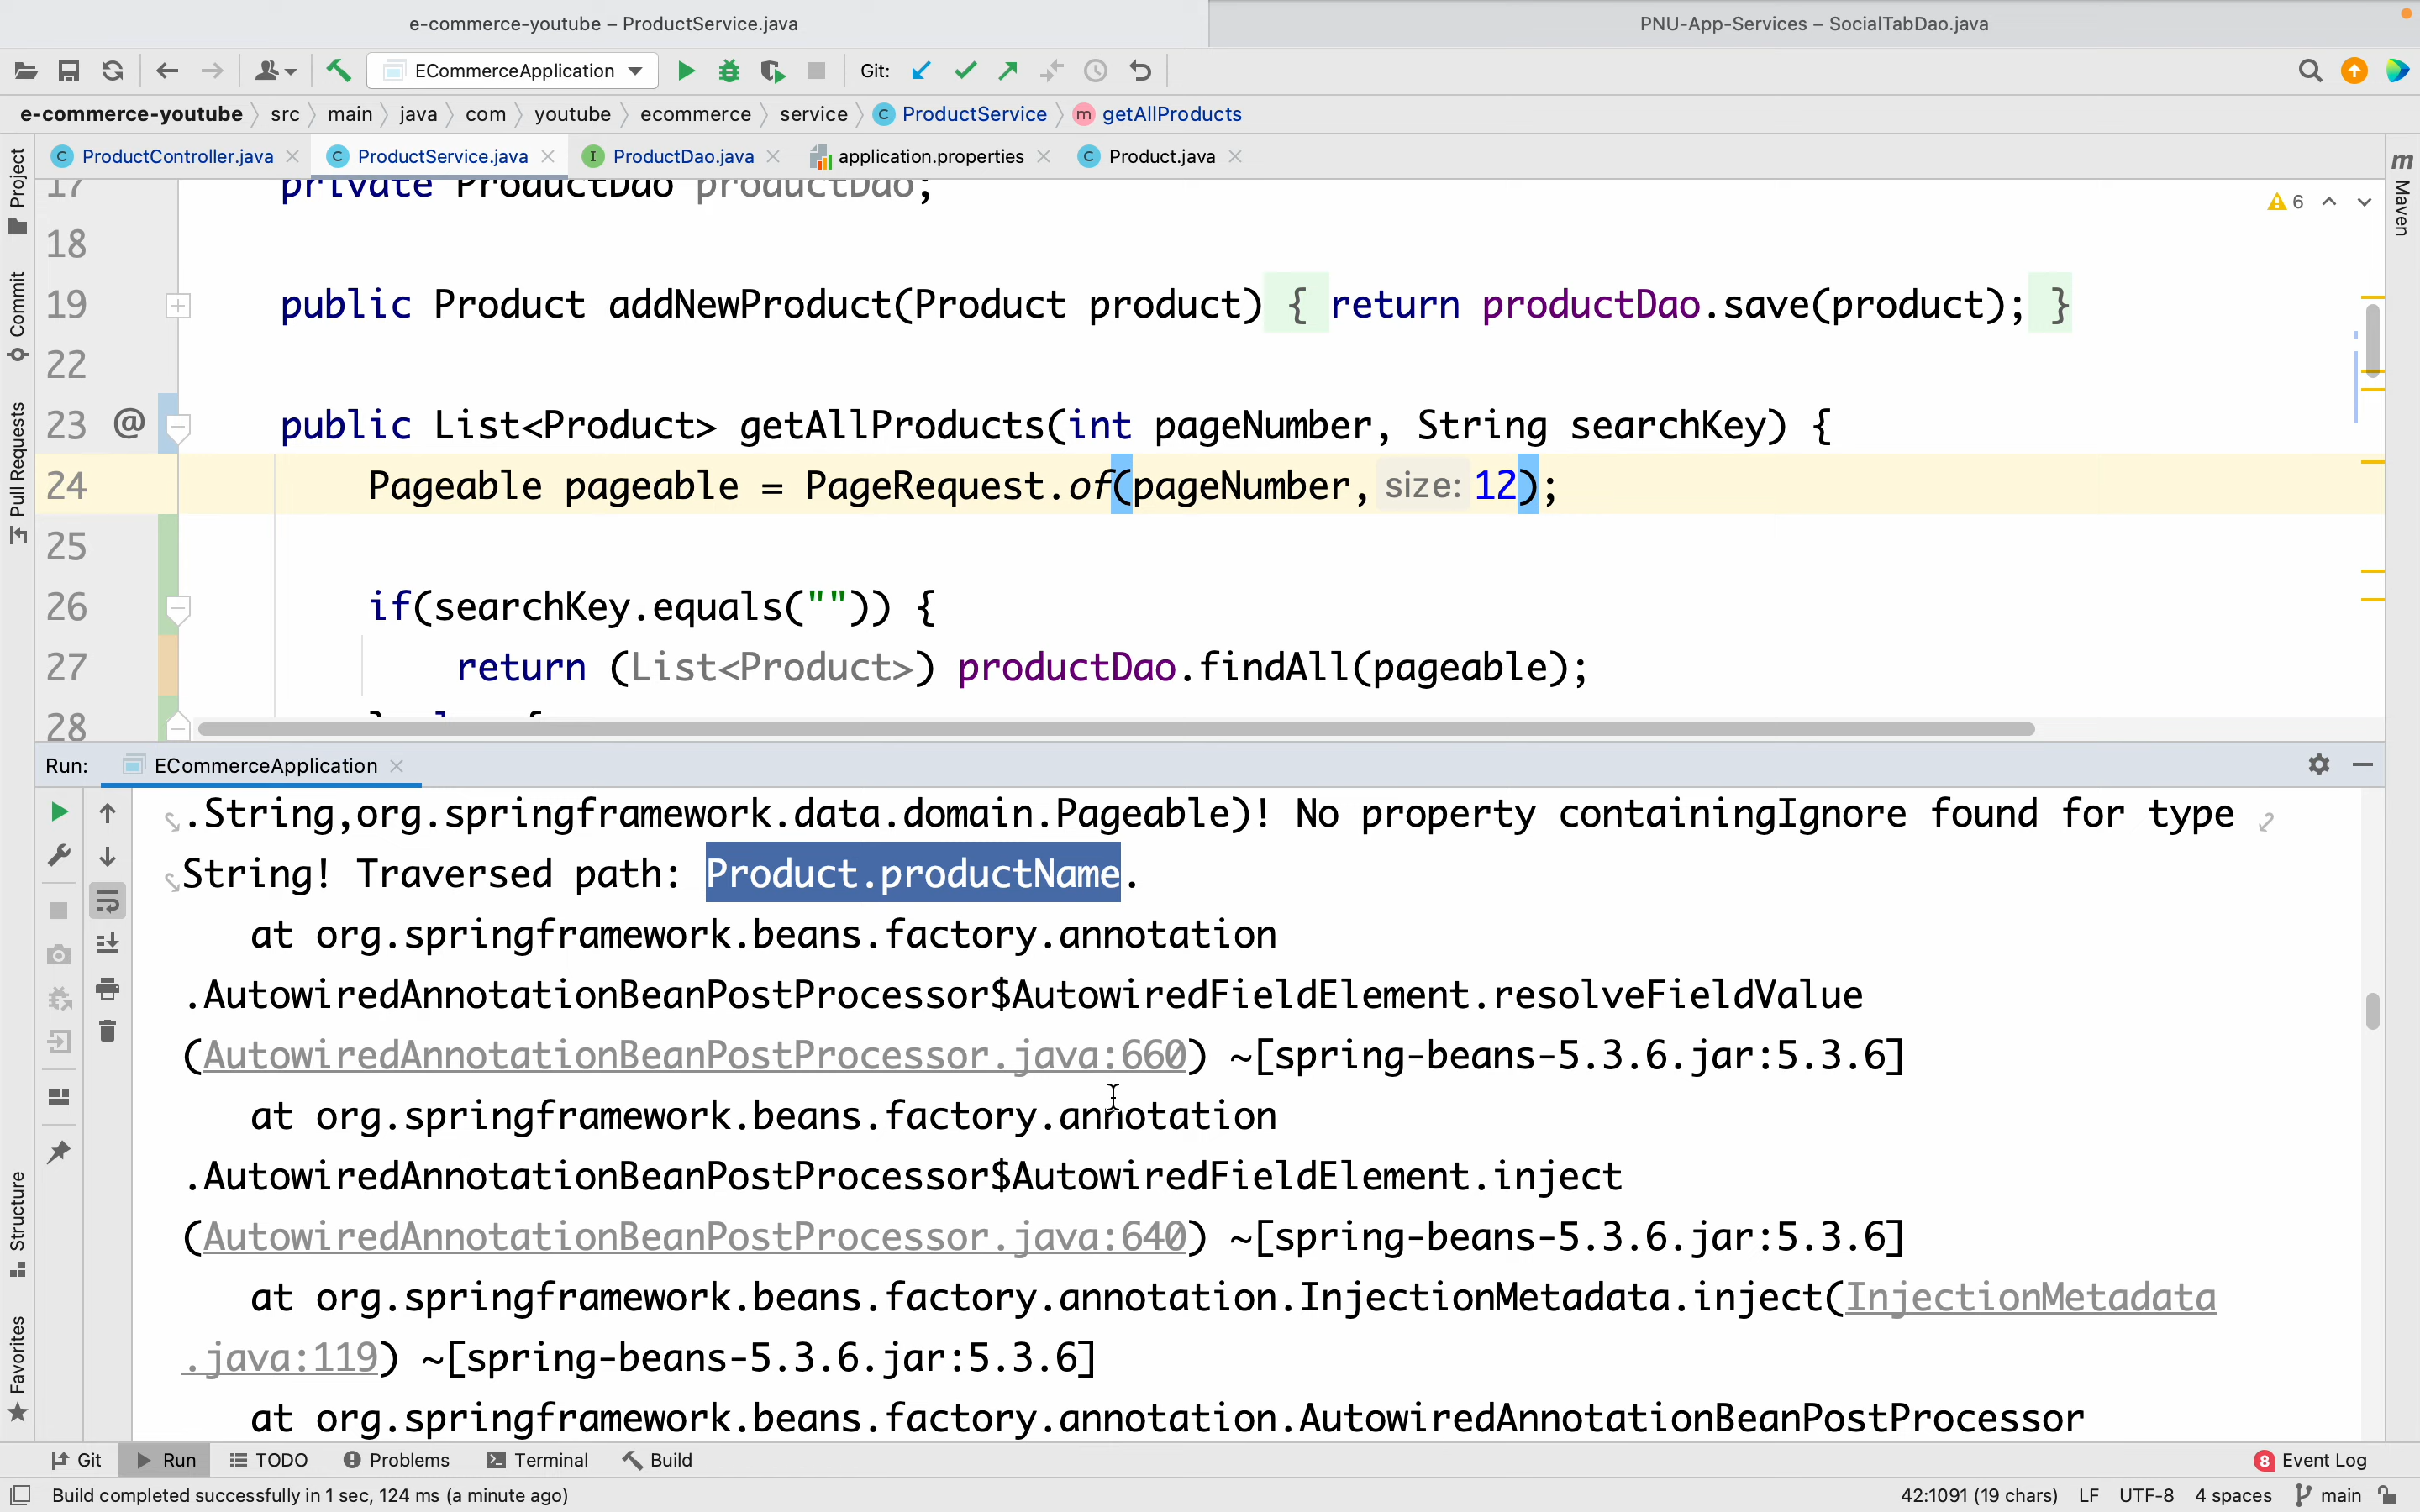 e-commerce-youtube – ProductService.java
PNU-App-Services – SocialTabDao.java
ECommerceApplication
Git:
e-commerce-youtube src main java com youtube ecommerce service ProductService getAllProducts
ProductController.java ProductService.java ProductDao.java application.properties Product.java
Project
Commit
Pull Requests
Structure
Favorites
Maven
6
17 private ProductDao productDao;
18
19 public Product addNewProduct(Product product) { return productDao.save(product); }
22
23 @ public List<Product> getAllProducts(int pageNumber, String searchKey) {
24 Pageable pageable = PageRequest.of(pageNumber, size: 12);
25
26 if(searchKey.equals("")) {
27 return (List<Product>) productDao.findAll(pageable);
28
Run: ECommerceApplication
.String,org.springframework.data.domain.Pageable)! No property containingIgnore found for type
String! Traversed path: Product.productName.
at org.springframework.beans.factory.annotation
.AutowiredAnnotationBeanPostProcessor$AutowiredFieldElement.resolveFieldValue
(AutowiredAnnotationBeanPostProcessor.java:660) ~[spring-beans-5.3.6.jar:5.3.6]
at org.springframework.beans.factory.annotation
.AutowiredAnnotationBeanPostProcessor$AutowiredFieldElement.inject
(AutowiredAnnotationBeanPostProcessor.java:640) ~[spring-beans-5.3.6.jar:5.3.6]
at org.springframework.beans.factory.annotation.InjectionMetadata.inject(InjectionMetadata
.java:119) ~[spring-beans-5.3.6.jar:5.3.6]
at org.springframework.beans.factory.annotation.AutowiredAnnotationBeanPostProcessor
Git Run TODO Problems Terminal Build 8 Event Log
Build completed successfully in 1 sec, 124 ms (a minute ago) 42:1091 (19 chars) LF UTF-8 4 spaces main